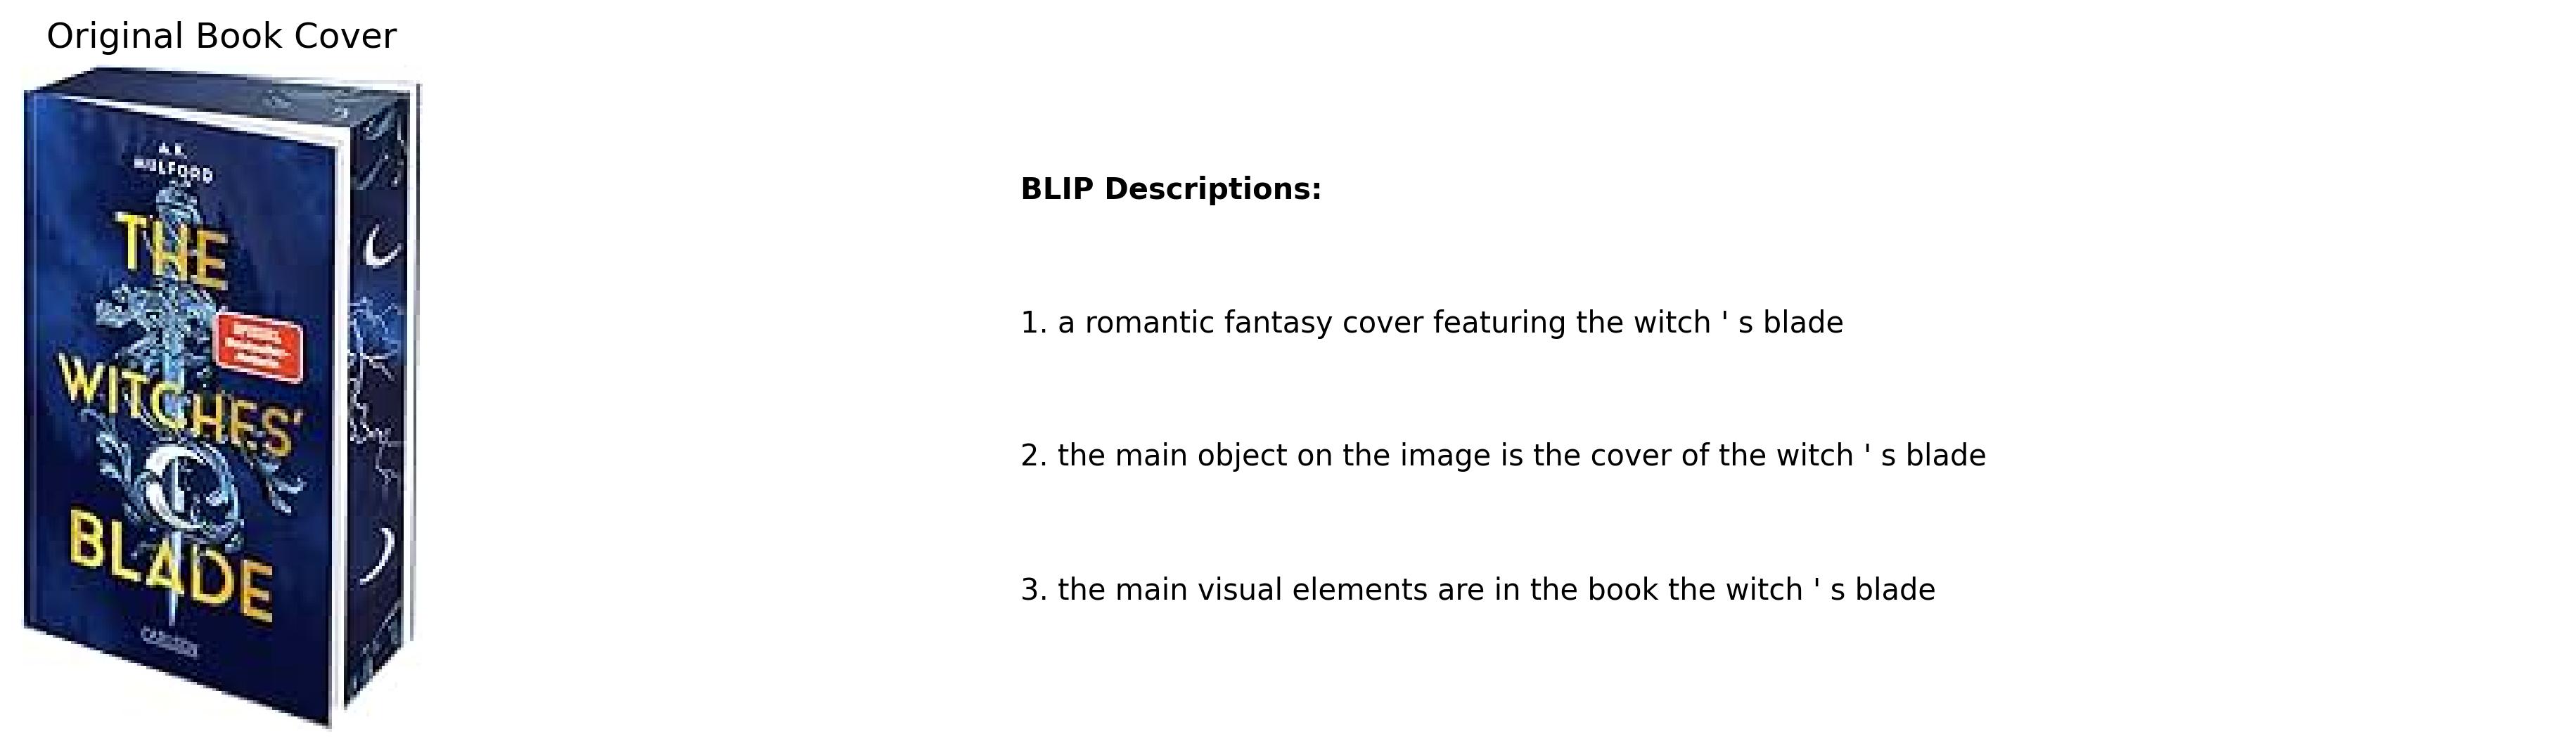 Original Book Cover
A.K.
MULFORD
THE
WITCHES'
BLADE
CARLSEN
BLIP Descriptions:
1. a romantic fantasy cover featuring the witch ' s blade
2. the main object on the image is the cover of the witch ' s blade
3. the main visual elements are in the book the witch ' s blade